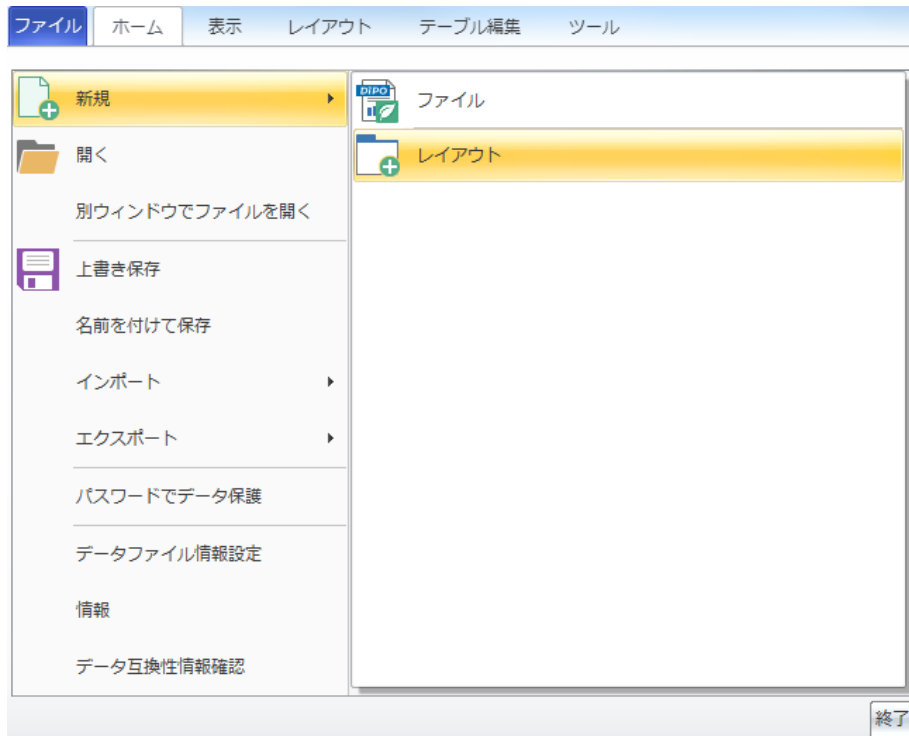 ファイル ホーム 表示 レイアウト テーブル編集 ツール
新規
開く
別ウィンドウでファイルを開く
上書き保存
名前を付けて保存
インポート
エクスポート
パスワードでデータ保護
データファイル情報設定
情報
データ互換性情報確認
DIPO
ファイル
レイアウト
終了